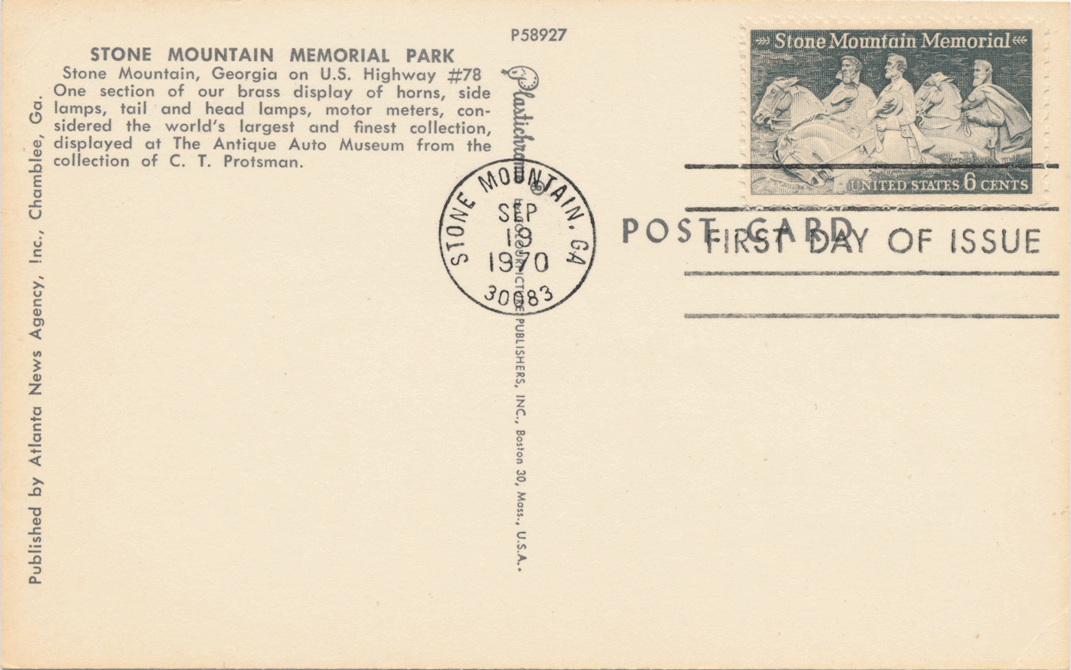 P58927
STONE MOUNTAIN MEMORIAL PARK
Stone Mountain, Georgia on U.S. Highway #78
One section of our brass display of horns, side
lamps, tail and head lamps, motor meters, con-
sidered the world's largest and finest collection,
displayed at The Antique Auto Museum from the
collection of C. T. Protsman.
Published by Atlanta News Agency, Inc., Chamblee, Ga.
Plastichrome
PUBLISHERS, INC., Boston 30, Mass., U.S.A.
STONE MOUNTAIN, GA
SEP
19
1970
30083
POST CARD
FIRST DAY OF ISSUE
Stone Mountain Memorial
UNITED STATES 6 CENTS